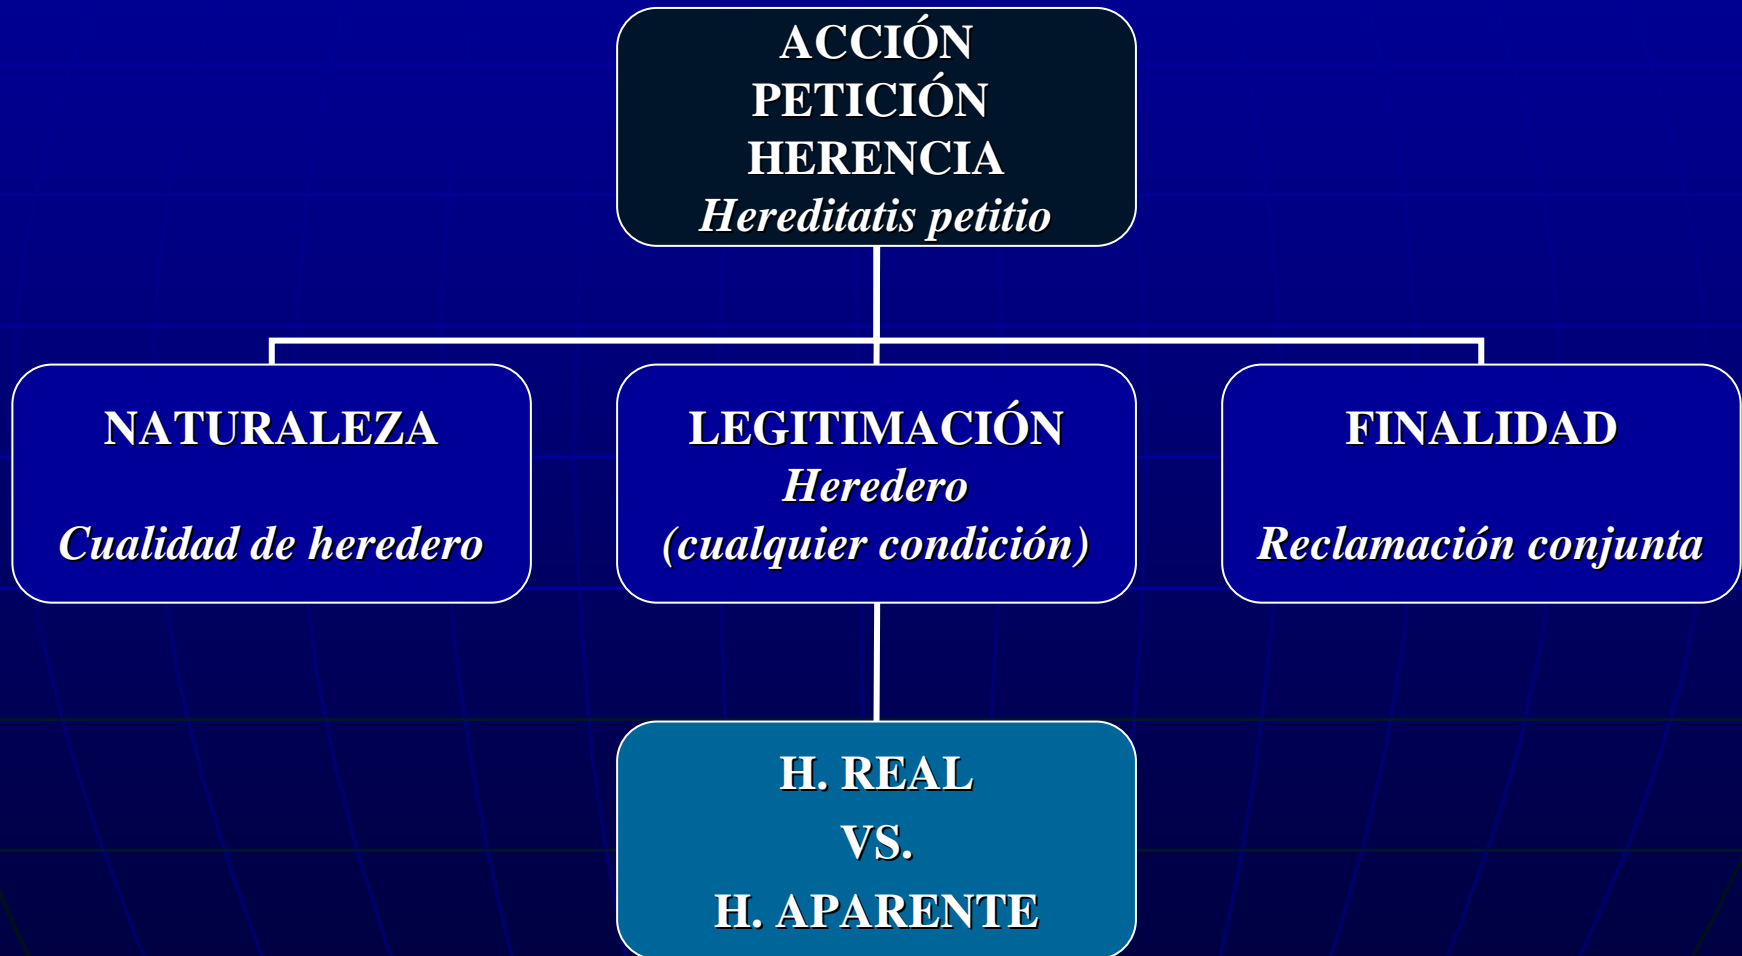 ACCIÓN
PETICIÓN
HERENCIA
Hereditatis petitio
NATURALEZA
Cualidad de heredero
LEGITIMACIÓN
Heredero
(cualquier condición)
FINALIDAD
Reclamación conjunta
H. REAL
VS.
H. APARENTE